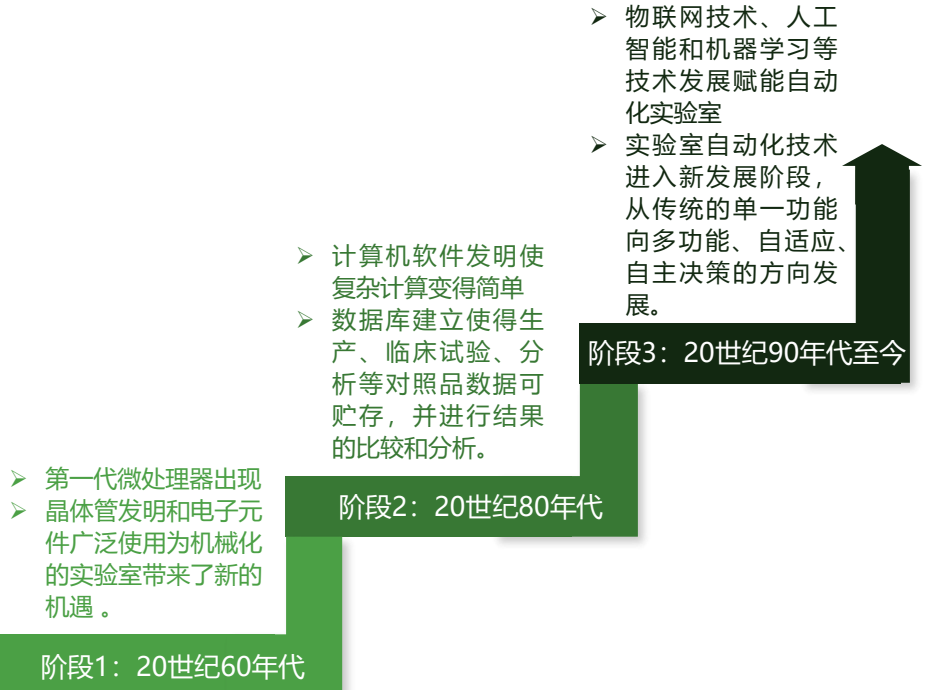 ➢ 物联网技术、人工
智能和机器学习等
技术发展赋能自动
化实验室
➢ 实验室自动化技术
进入新发展阶段，
从传统的单一功能
向多功能、自适应、
自主决策的方向发
展。
阶段3：20世纪90年代至今
➢ 计算机软件发明使
复杂计算变得简单
➢ 数据库建立使得生
产、临床试验、分
析等对照品数据可
贮存，并进行结果
的比较和分析。
阶段2：20世纪80年代
➢ 第一代微处理器出现
➢ 晶体管发明和电子元
件广泛使用为机械化
的实验室带来了新的
机遇 。
阶段1：20世纪60年代